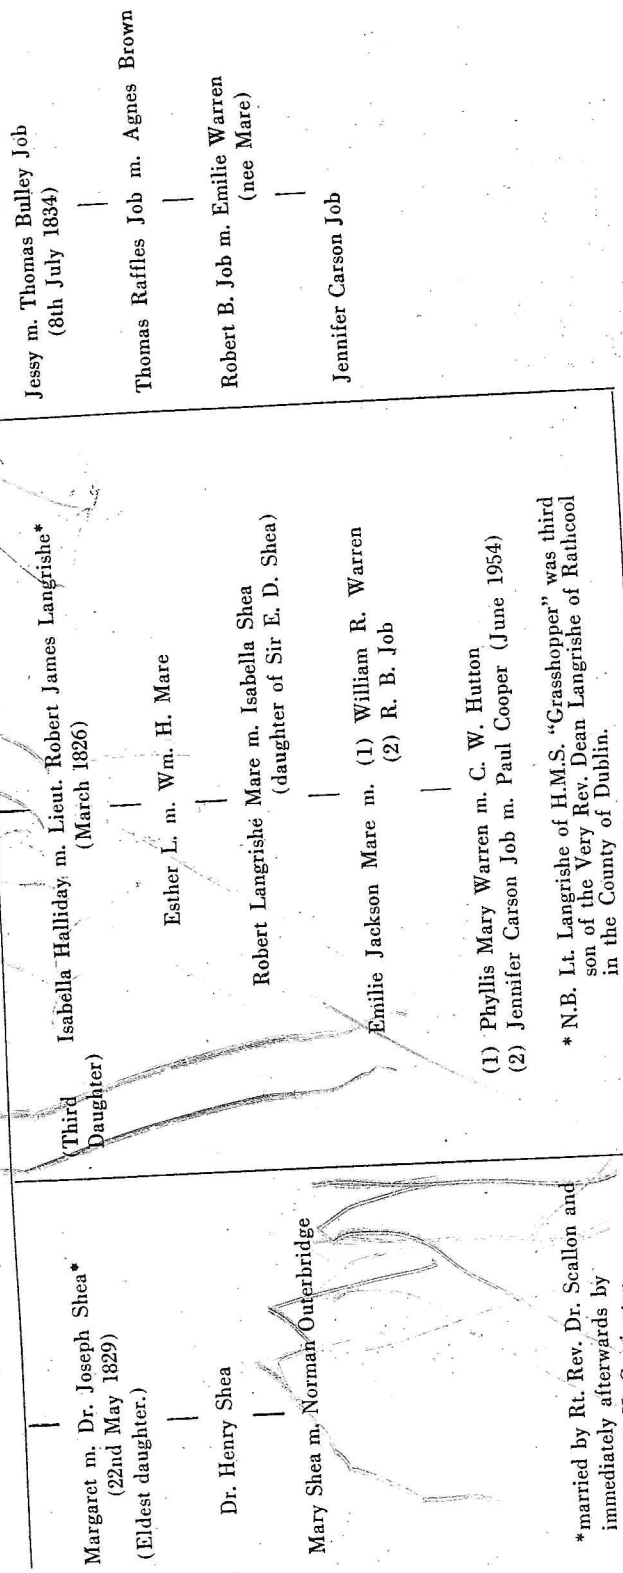 Margaret m. Dr. Joseph Shea*
(22nd May 1829)
(Eldest daughter.)
Dr. Henry Shea
Mary Shea m. Norman Outerbridge
*married by Rt. Rev. Dr. Scallon and
immediately afterwards by
(Third
Daughter)
Isabella Halliday m. Lieut. Robert James Langrishe*
(March 1826)
Esther L. m. Wm. H. Mare
Robert Langrishe Mare m. Isabella Shea
(daughter of Sir E. D. Shea)
Emilie Jackson Mare m. (1) William R. Warren
(2) R. B. Job
(1) Phyllis Mary Warren m. C. W. Hutton
(2) Jennifer Carson Job m. Paul Cooper (June 1954)
* N.B. Lt. Langrishe of H.M.S. “Grasshopper” was third
son of the Very Rev. Dean Langrishe of Rathcool
in the County of Dublin.
Jessy m. Thomas Bulley Job
(8th July 1834)
Thomas Raffles Job m. Agnes Brown
Robert B. Job m. Emilie Warren
(nee Mare)
Jennifer Carson Job